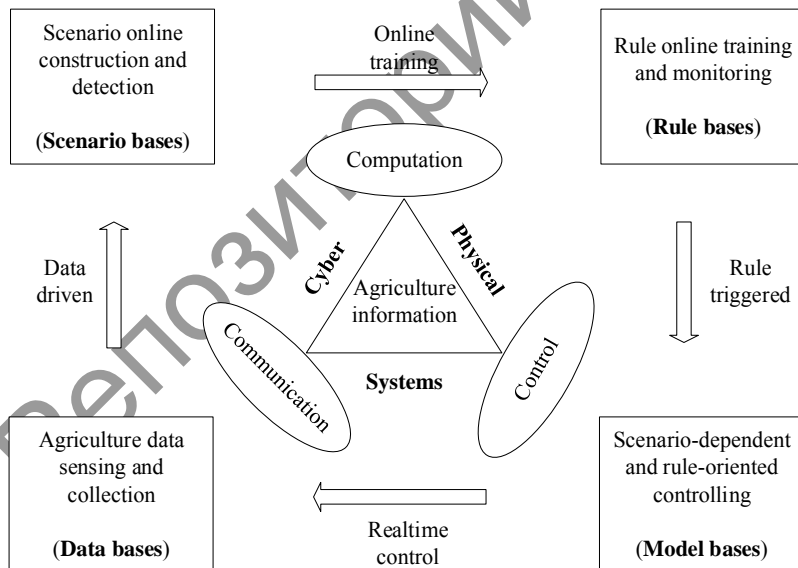 Scenario online
construction and
detection
(Scenario bases)
Online
training
Rule online training
and monitoring
(Rule bases)
Computation
Cyber
Physical
Agriculture
information
Systems
Communication
Control
Data
driven
Rule
triggered
Agriculture data
sensing and
collection
(Data bases)
Realtime
control
Scenario-dependent
and rule-oriented
controlling
(Model bases)